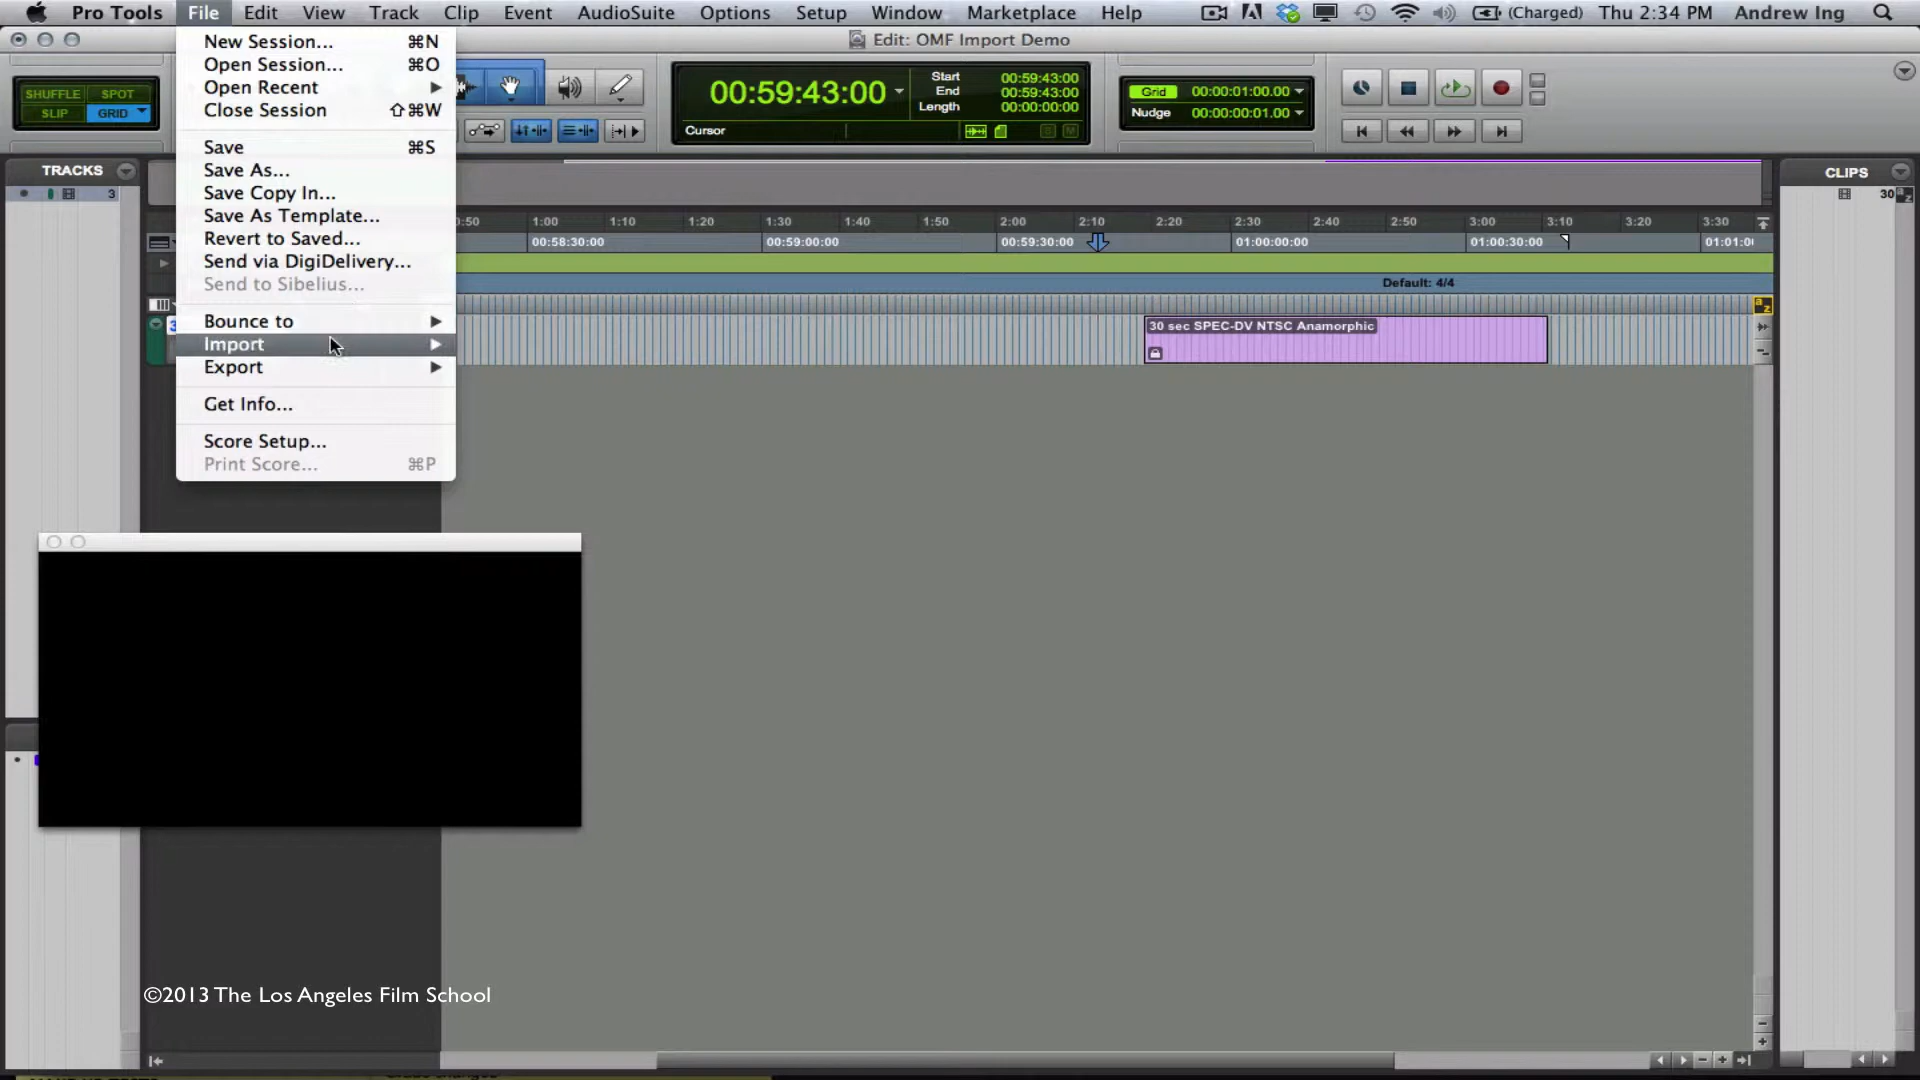 Pro Tools File Edit View Track Clip Event AudioSuite Options Setup Window Marketplace Help (Charged) Thu 2:34 PM Andrew Ing
Edit: OMF Import Demo
New Session... ⌘N
Open Session... ⌘O
Open Recent
Close Session ⇧⌘W
Save ⌘S
Save As...
Save Copy In...
Save As Template...
Revert to Saved...
Send via DigiDelivery...
Send to Sibelius...
Bounce to
Import
Export
Get Info...
Score Setup...
Print Score... ⌘P
SHUFFLE SPOT
SLIP GRID
00:59:43:00
Start 00:59:43:00
End 00:59:43:00
Length 00:00:00:00
Cursor
Grid 00:00:01:00.00
Nudge 00:00:00:01.00
TRACKS
3
CLIPS
30
:50 1:00 1:10 1:20 1:30 1:40 1:50 2:00 2:10 2:20 2:30 2:40 2:50 3:00 3:10 3:20 3:30
00:58:30:00 00:59:00:00 00:59:30:00 01:00:00:00 01:00:30:00 01:01:0
Default: 4/4
30 sec SPEC-DV NTSC Anamorphic
©2013 The Los Angeles Film School